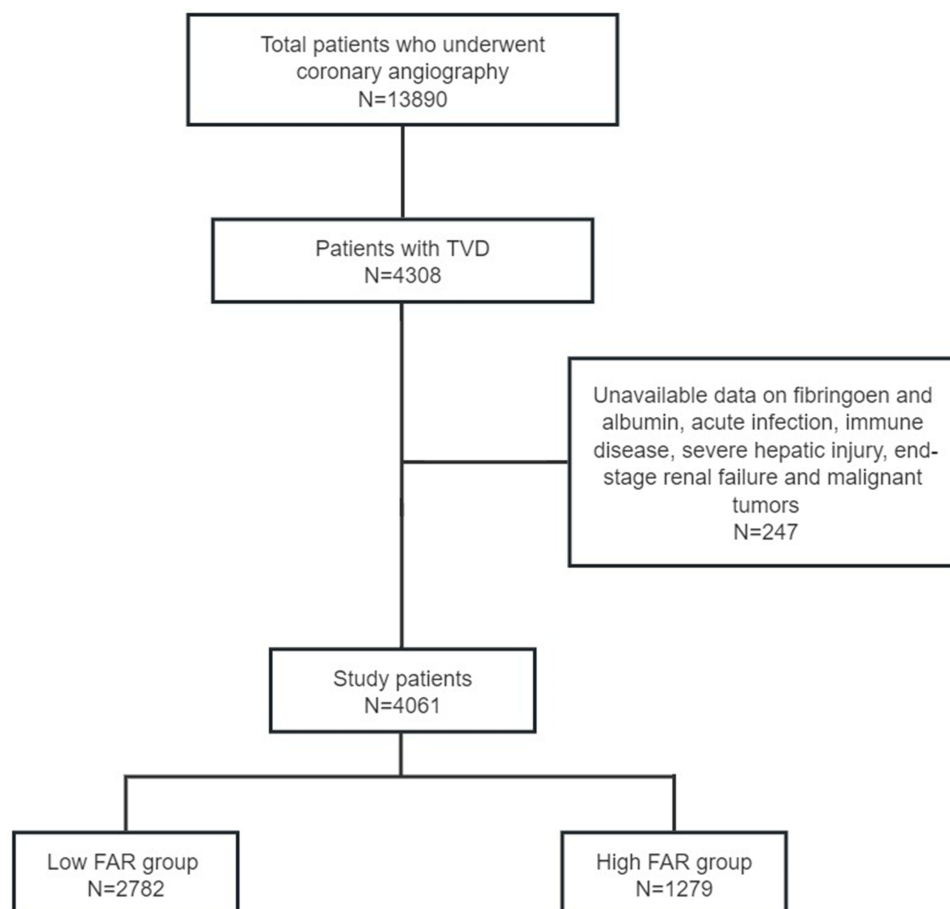 Total patients who underwent
coronary angiography
N=13890
Patients with TVD
N=4308
Unavailable data on fibringoen and
albumin, acute infection, immune
disease, severe hepatic injury, end-
stage renal failure and malignant
tumors
N=247
Study patients
N=4061
Low FAR group
N=2782
High FAR group
N=1279